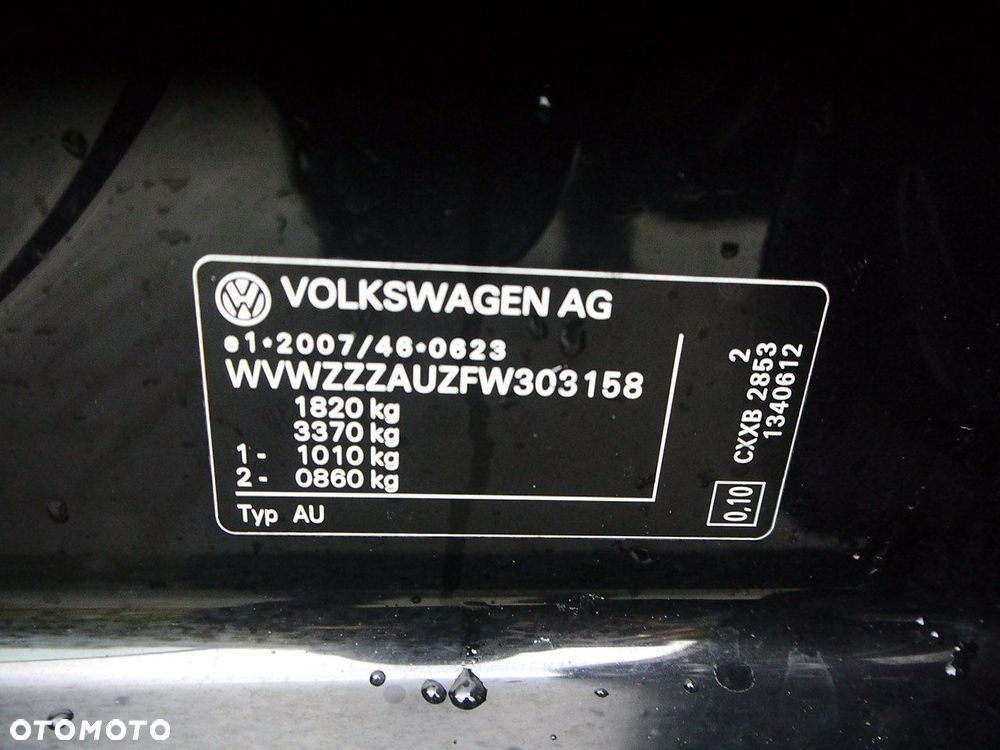 VOLKSWAGEN AG
e1*2007/46*0623
WVWZZZAUZFW303158
1820 kg
3370 kg
1 - 1010 kg
2 - 0860 kg
Typ AU
2
CXXB 2853
1340612
0,10
OTOMOTO